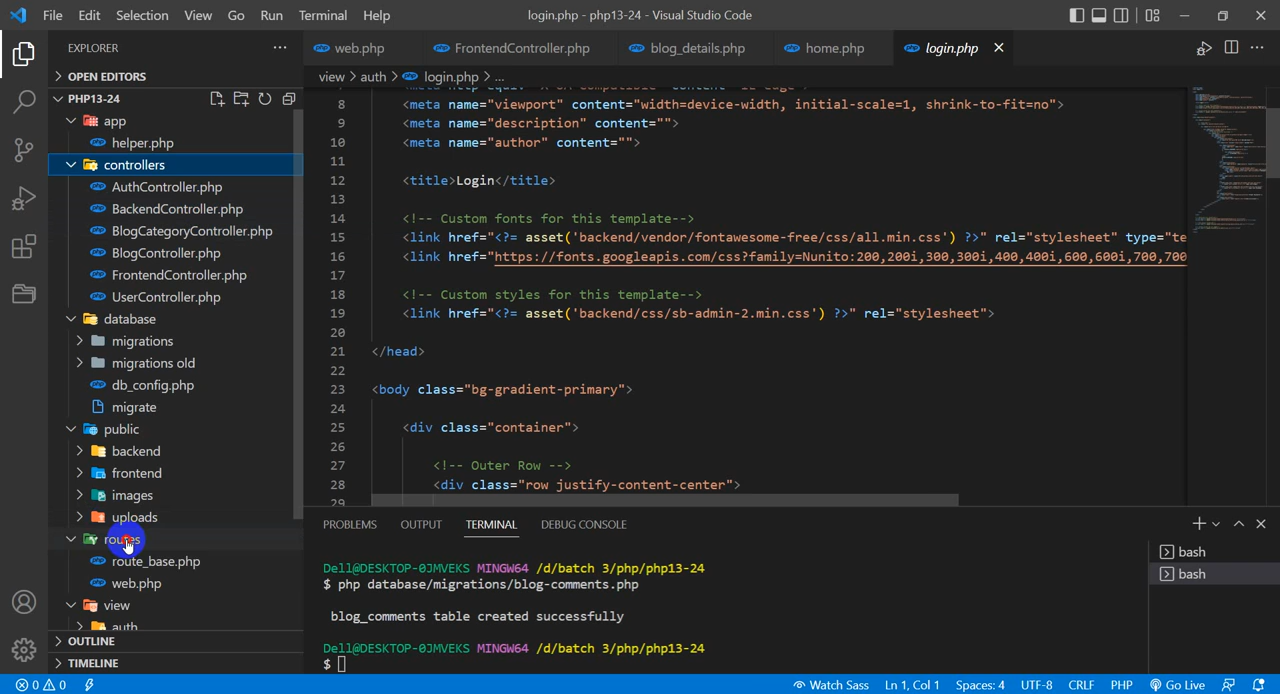 File Edit Selection View Go Run Terminal Help login.php - php13-24 - Visual Studio Code
EXPLORER
OPEN EDITORS
PHP13-24
app
helper.php
controllers
AuthController.php
BackendController.php
BlogCategoryController.php
BlogController.php
FrontendController.php
UserController.php
database
migrations
migrations old
db_config.php
migrate
public
backend
frontend
images
uploads
routes
route_base.php
web.php
view
auth
OUTLINE
TIMELINE
web.php FrontendController.php blog_details.php home.php login.php
view > auth > login.php > ...
8 <meta name="viewport" content="width=device-width, initial-scale=1, shrink-to-fit=no">
9 <meta name="description" content="">
10 <meta name="author" content="">
11
12 <title>Login</title>
13
14 <!-- Custom fonts for this template-->
15 <link href="<?= asset('backend/vendor/fontawesome-free/css/all.min.css') ?>" rel="stylesheet" type="te
16 <link href="https://fonts.googleapis.com/css?family=Nunito:200,200i,300,300i,400,400i,600,600i,700,700
17
18 <!-- Custom styles for this template-->
19 <link href="<?= asset('backend/css/sb-admin-2.min.css') ?>" rel="stylesheet">
20
21 </head>
22
23 <body class="bg-gradient-primary">
24
25 <div class="container">
26
27 <!-- Outer Row -->
28 <div class="row justify-content-center">
29
PROBLEMS OUTPUT TERMINAL DEBUG CONSOLE
Dell@DESKTOP-0JMVEKS MINGW64 /d/batch 3/php/php13-24
$ php database/migrations/blog-comments.php
blog_comments table created successfully
Dell@DESKTOP-0JMVEKS MINGW64 /d/batch 3/php/php13-24
$
bash
bash
0 0 Watch Sass Ln 1, Col 1 Spaces: 4 UTF-8 CRLF PHP Go Live